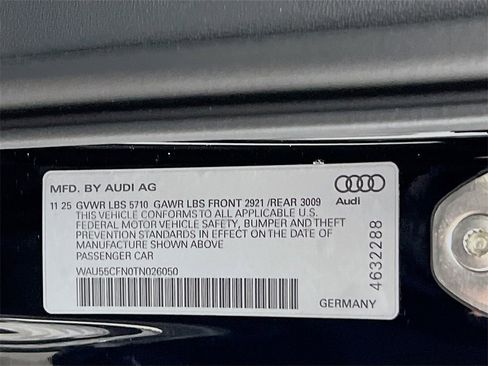 MFD. BY AUDI AG
Audi
11 25 GVWR LBS 5710 GAWR LBS FRONT 2921 /REAR 3009
THIS VEHICLE CONFORMS TO ALL APPLICABLE U.S.
FEDERAL MOTOR VEHICLE SAFETY, BUMPER AND THEFT
PREVENTION STANDARDS IN EFFECT ON THE DATE
OF MANUFACTURE SHOWN ABOVE
PASSENGER CAR
WAU55CFN0TN026050
GERMANY
4632288